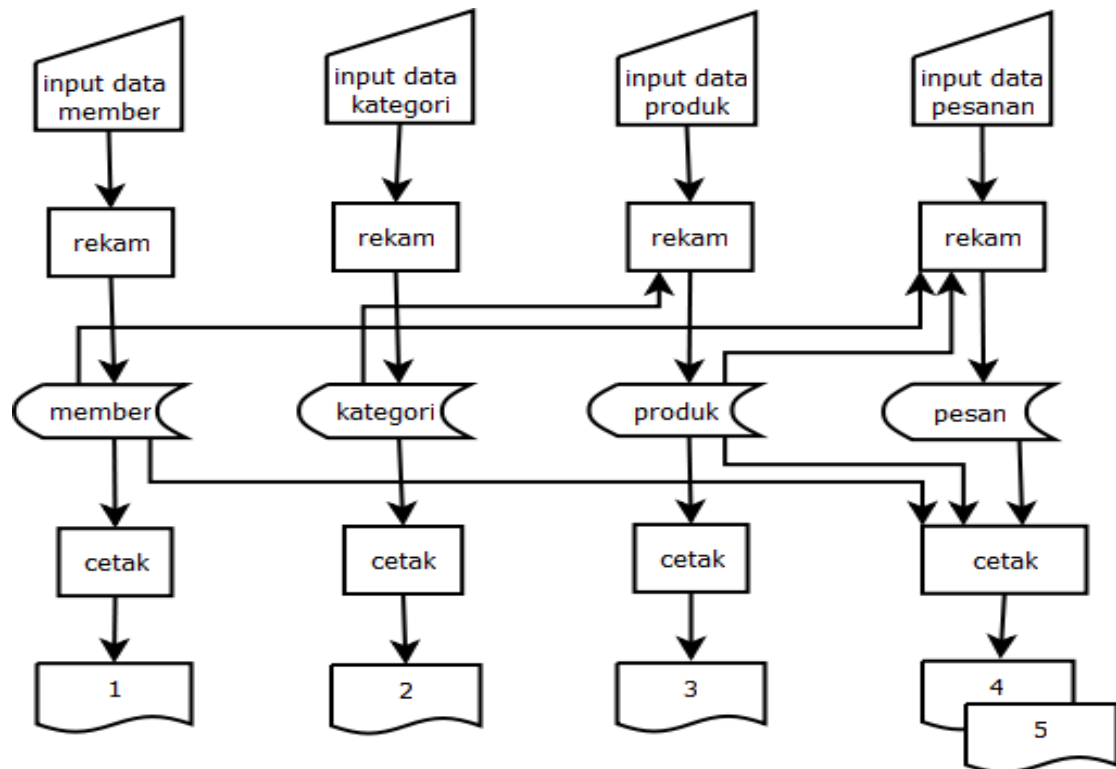 input data
member
input data
kategori
input data
produk
input data
pesanan
rekam
rekam
rekam
rekam
member
kategori
produk
pesan
cetak
cetak
cetak
cetak
1
2
3
4
5